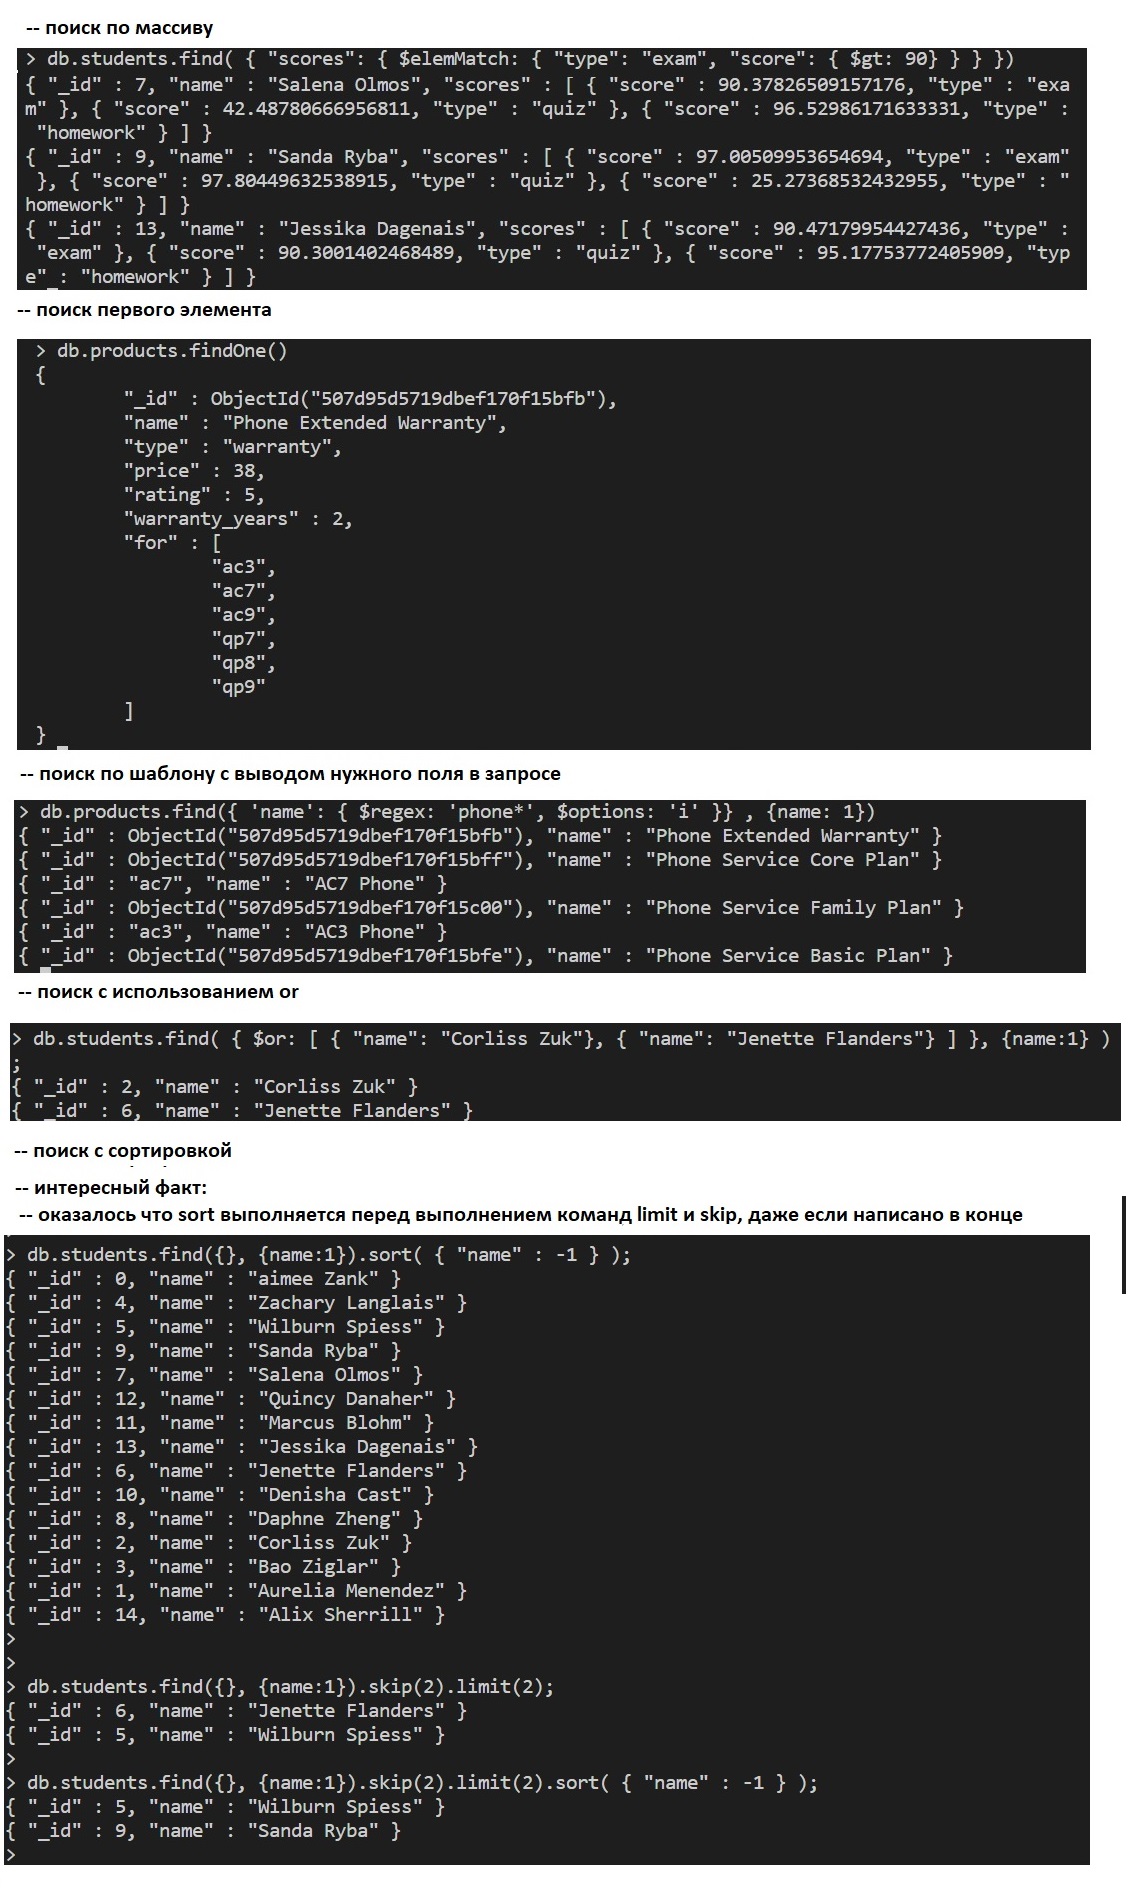 -- поиск по массиву
> db.students.find( { "scores": { $elemMatch: { "type": "exam", "score": { $gt: 90} } } })
{ "_id" : 7, "name" : "Salena Olmos", "scores" : [ { "score" : 90.37826509157176, "type" : "exa
m" }, { "score" : 42.48780666956811, "type" : "quiz" }, { "score" : 96.52986171633331, "type" :
"homework" } ] }
{ "_id" : 9, "name" : "Sanda Ryba", "scores" : [ { "score" : 97.00509953654694, "type" : "exam"
}, { "score" : 97.80449632538915, "type" : "quiz" }, { "score" : 25.27368532432955, "type" : "
homework" } ] }
{ "_id" : 13, "name" : "Jessika Dagenais", "scores" : [ { "score" : 90.47179954427436, "type" :
"exam" }, { "score" : 90.3001402468489, "type" : "quiz" }, { "score" : 95.17753772405909, "typ
e" : "homework" } ] }
-- поиск первого элемента
> db.products.findOne()
{
"_id" : ObjectId("507d95d5719dbef170f15bfb"),
"name" : "Phone Extended Warranty",
"type" : "warranty",
"price" : 38,
"rating" : 5,
"warranty_years" : 2,
"for" : [
"ac3",
"ac7",
"ac9",
"qp7",
"qp8",
"qp9"
]
}
-- поиск по шаблону с выводом нужного поля в запросе
> db.products.find({ 'name': { $regex: 'phone*', $options: 'i' }} , {name: 1})
{ "_id" : ObjectId("507d95d5719dbef170f15bfb"), "name" : "Phone Extended Warranty" }
{ "_id" : ObjectId("507d95d5719dbef170f15bff"), "name" : "Phone Service Core Plan" }
{ "_id" : "ac7", "name" : "AC7 Phone" }
{ "_id" : ObjectId("507d95d5719dbef170f15c00"), "name" : "Phone Service Family Plan" }
{ "_id" : "ac3", "name" : "AC3 Phone" }
{ "_id" : ObjectId("507d95d5719dbef170f15bfe"), "name" : "Phone Service Basic Plan" }
-- поиск с использованием or
> db.students.find( { $or: [ { "name": "Corliss Zuk"}, { "name": "Jenette Flanders"} ] }, {name:1} )
;
{ "_id" : 2, "name" : "Corliss Zuk" }
{ "_id" : 6, "name" : "Jenette Flanders" }
-- поиск с сортировкой
-- интересный факт:
-- оказалось что sort выполняется перед выполнением команд limit и skip, даже если написано в конце
> db.students.find({}, {name:1}).sort( { "name" : -1 } );
{ "_id" : 0, "name" : "aimee Zank" }
{ "_id" : 4, "name" : "Zachary Langlais" }
{ "_id" : 5, "name" : "Wilburn Spiess" }
{ "_id" : 9, "name" : "Sanda Ryba" }
{ "_id" : 7, "name" : "Salena Olmos" }
{ "_id" : 12, "name" : "Quincy Danaher" }
{ "_id" : 11, "name" : "Marcus Blohm" }
{ "_id" : 13, "name" : "Jessika Dagenais" }
{ "_id" : 6, "name" : "Jenette Flanders" }
{ "_id" : 10, "name" : "Denisha Cast" }
{ "_id" : 8, "name" : "Daphne Zheng" }
{ "_id" : 2, "name" : "Corliss Zuk" }
{ "_id" : 3, "name" : "Bao Ziglar" }
{ "_id" : 1, "name" : "Aurelia Menendez" }
{ "_id" : 14, "name" : "Alix Sherrill" }
>
>
> db.students.find({}, {name:1}).skip(2).limit(2);
{ "_id" : 6, "name" : "Jenette Flanders" }
{ "_id" : 5, "name" : "Wilburn Spiess" }
>
> db.students.find({}, {name:1}).skip(2).limit(2).sort( { "name" : -1 } );
{ "_id" : 5, "name" : "Wilburn Spiess" }
{ "_id" : 9, "name" : "Sanda Ryba" }
>